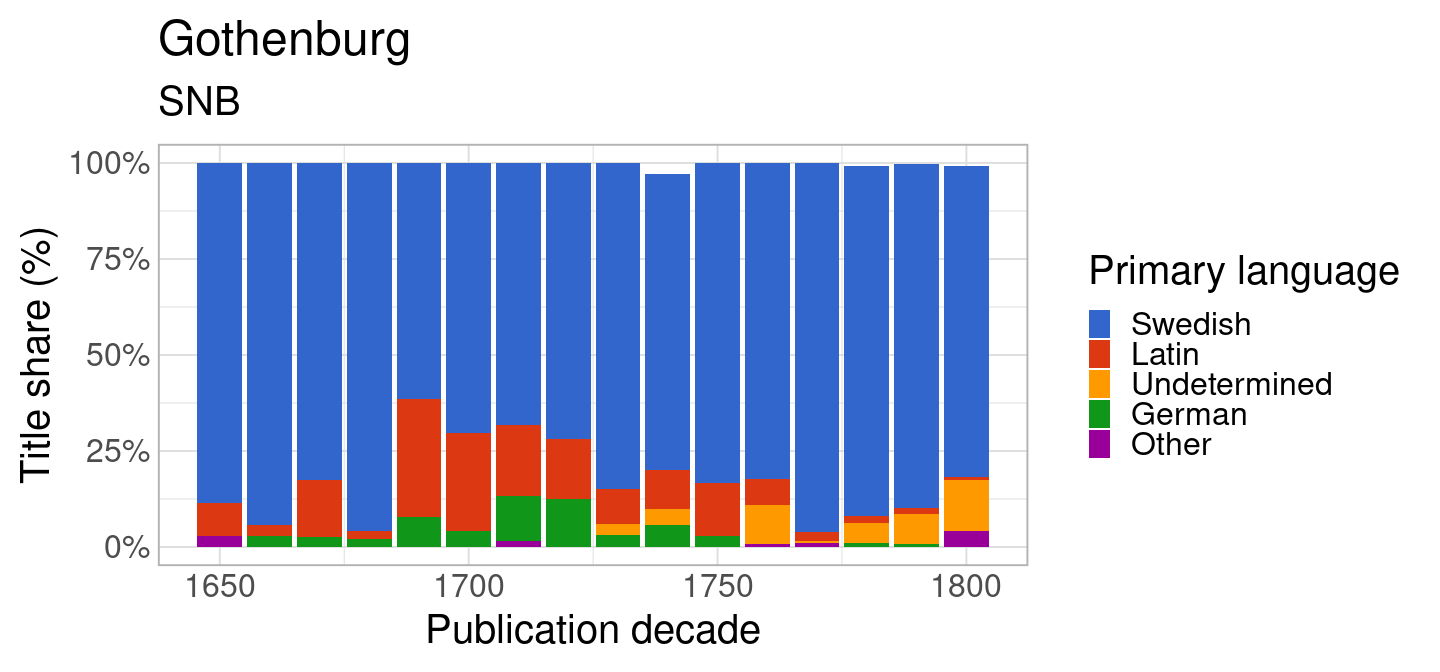 Gothenburg
SNB
100%
75%
50%
25%
0%
Title share (%)
1650 1700 1750 1800
Publication decade
Primary language
Swedish
Latin
Undetermined
German
Other